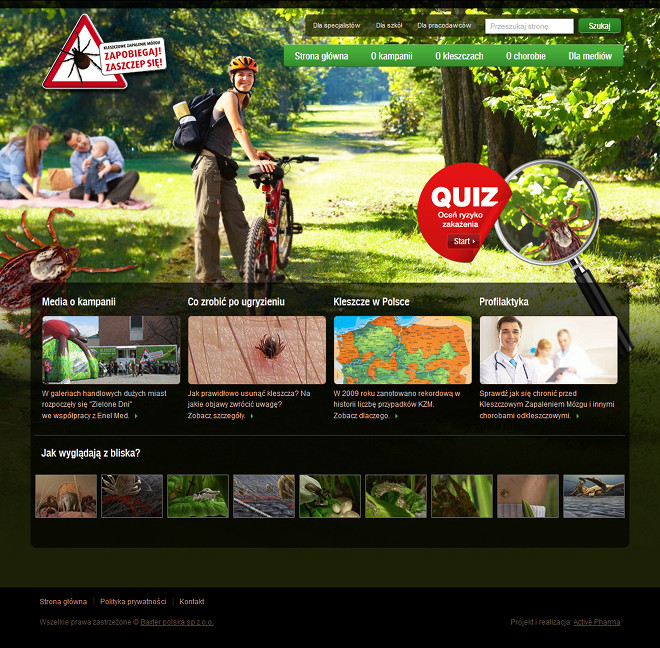 Dla specjalistów
Dla szkół
Dla pracodawców
Przeszukaj stronę
Szukaj
KLESZCZOWE ZAPALENIE MÓZGU
ZAPOBIEGAJ!
ZASZCZEP SIĘ!
Strona główna
O kampanii
O kleszczach
O chorobie
Dla mediów
QUIZ
Oceń ryzyko
zakażenia
Start
Media o kampanii
W galeriach handlowych dużych miast
rozpoczęły się "Zielone Dni"
we współpracy z Enel Med.
Co zrobić po ugryzieniu
Jak prawidłowo usunąć kleszcza? Na
jakie objawy zwrócić uwagę?
Zobacz szczegóły.
Kleszcze w Polsce
W 2009 roku zanotowano rekordową w
historii liczbę przypadków KZM.
Zobacz dlaczego.
Profilaktyka
Sprawdź jak się chronić przed
Kleszczowym Zapaleniem Mózgu i innymi
chorobami odkleszczowymi.
Jak wyglądają z bliska?
Strona główna
Polityka prywatności
Kontakt
Wszelkie prawa zastrzeżone © Baxter polska sp z o.o.
Projekt i realizacja: Active Pharma